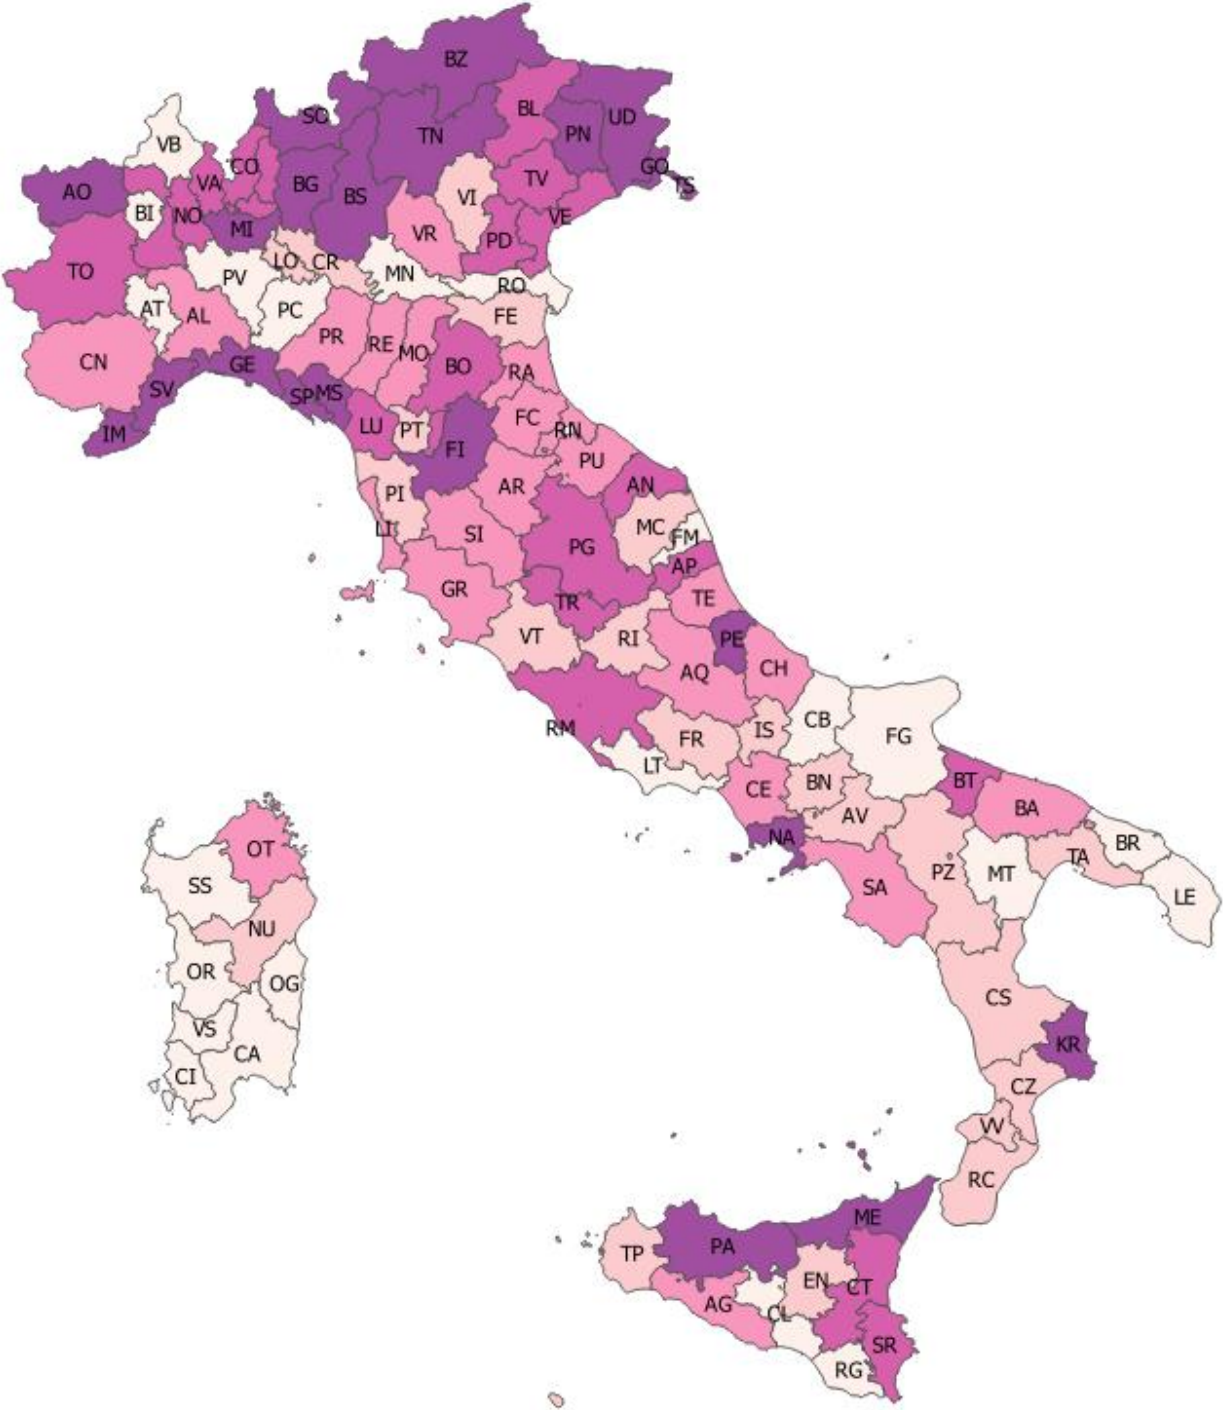 BZ
BL
UD
SO
TN
PN
VB
CO
GO
AO
VA
BG
BS
VI
TV
TS
BI
NO
MI
VR
PD
VE
TO
LO
CR
MN
PV
RO
AT
AL
PC
FE
CN
PR
RE
MO
BO
GE
RA
SV
SP
MS
LU
PT
FC
RN
IM
FI
PU
PI
AR
AN
LI
SI
MC
FM
PG
AP
GR
TR
TE
VT
RI
PE
AQ
CH
RM
FR
IS
CB
FG
LT
CE
BN
BT
AV
BA
NA
OT
PZ
TA
BR
SS
SA
MT
LE
NU
OR
OG
CS
VS
CA
KR
CI
CZ
VV
RC
ME
TP
PA
EN
CT
AG
CL
SR
RG